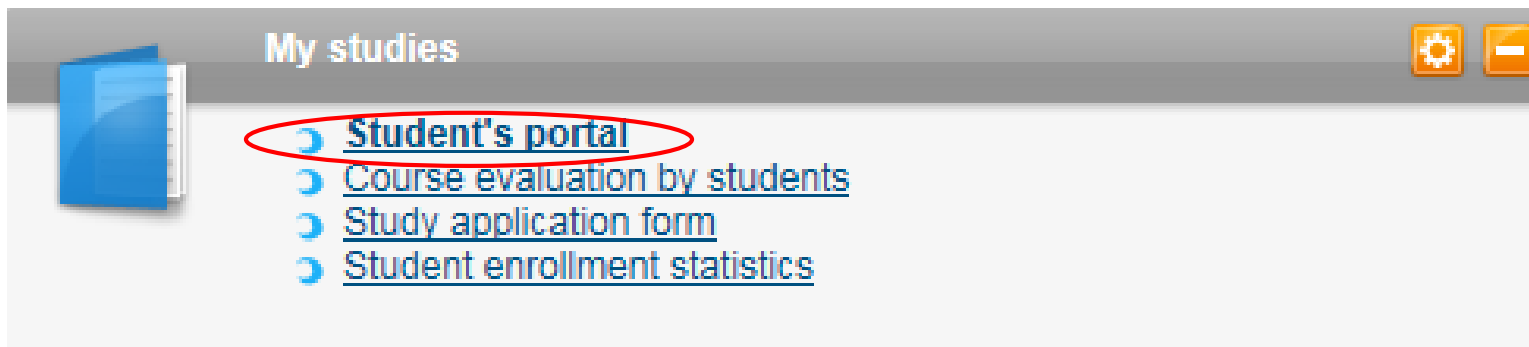 My studies
Student's portal
Course evaluation by students
Study application form
Student enrollment statistics